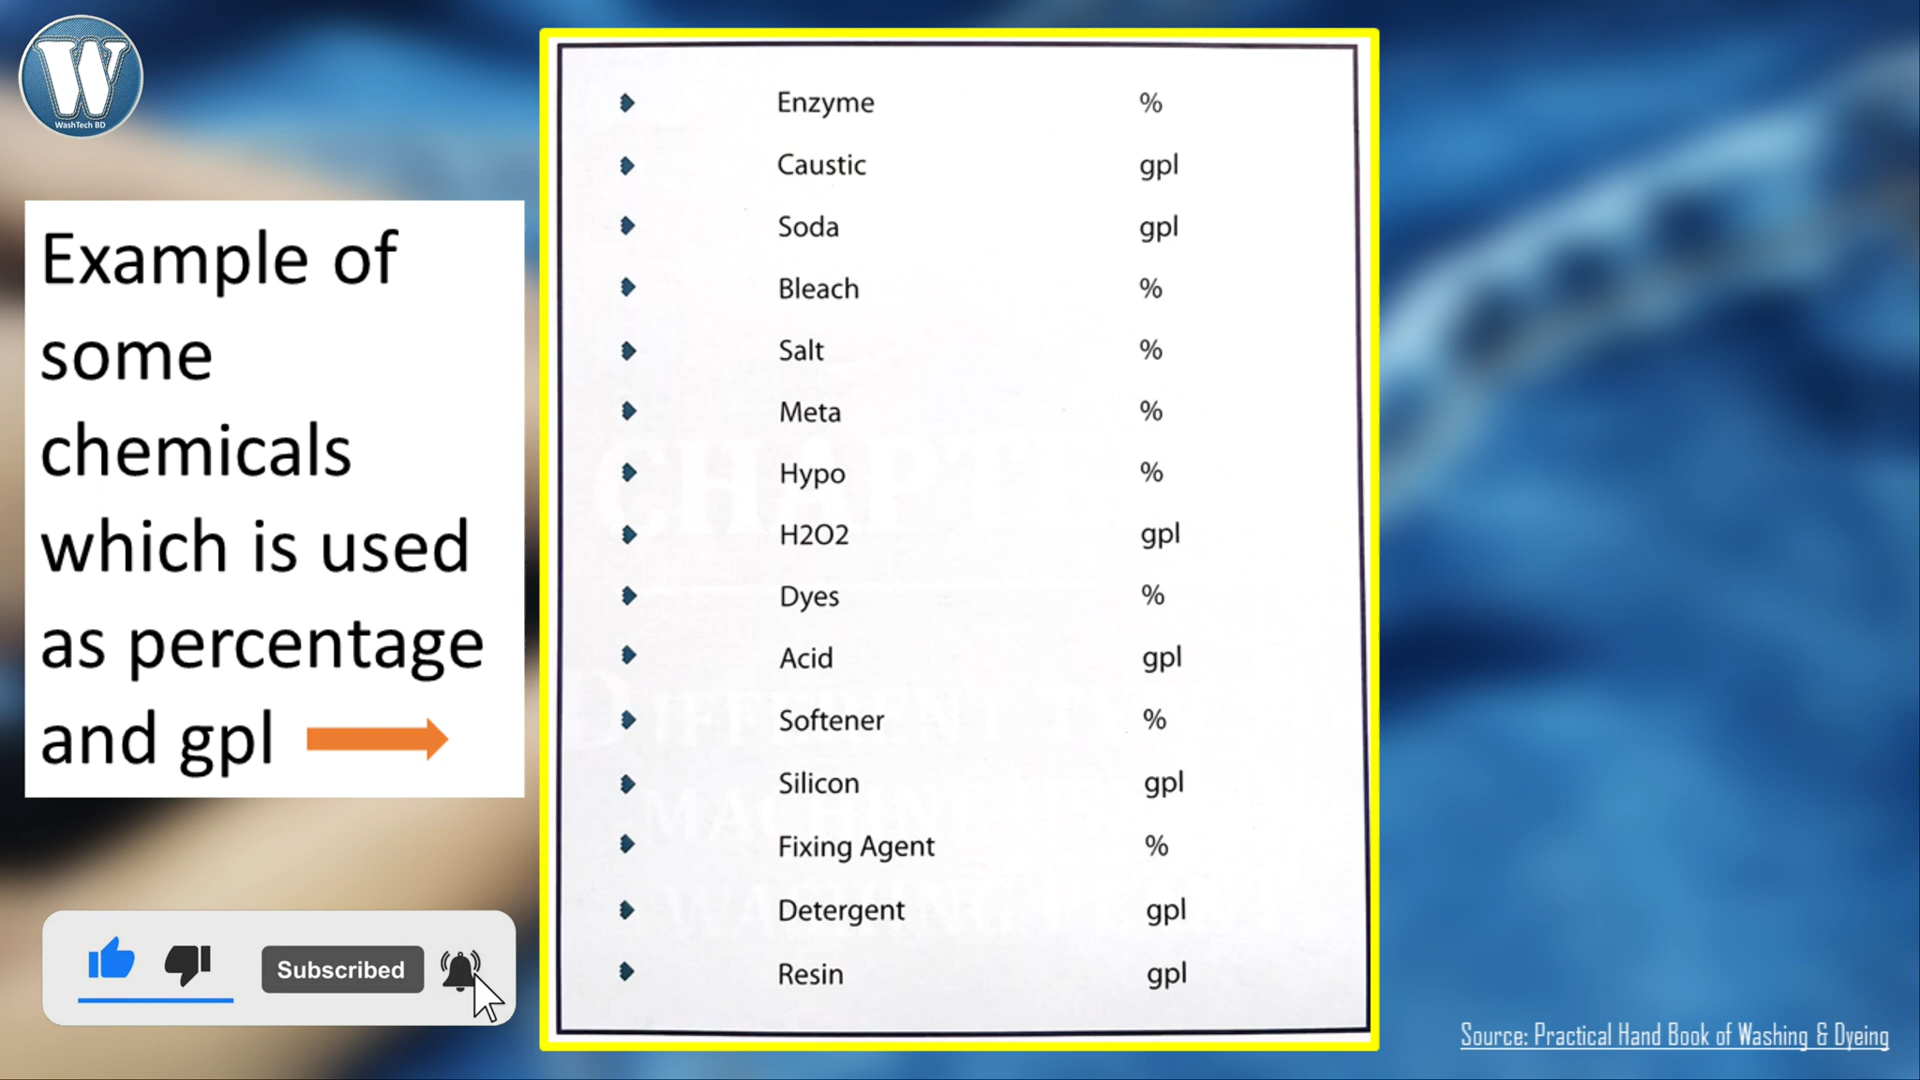 W
WashTech BD
Example of
some
chemicals
which is used
as percentage
and gpl
Enzyme %
Caustic gpl
Soda gpl
Bleach %
Salt %
Meta %
Hypo %
H2O2 gpl
Dyes %
Acid gpl
Softener %
Silicon gpl
Fixing Agent %
Detergent gpl
Resin gpl
Subscribed
Source: Practical Hand Book of Washing & Dyeing